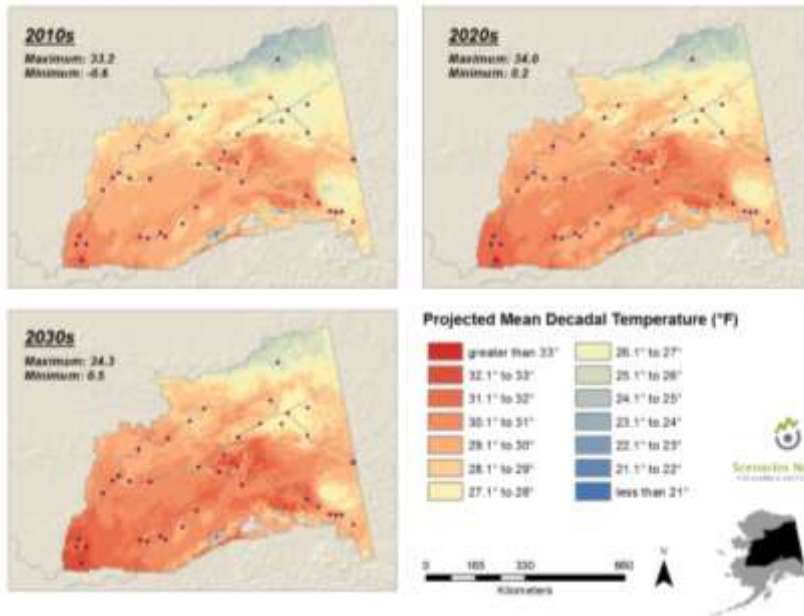 2010s
Maximum: 33.2
Minimum: -0.6
2020s
Maximum: 34.0
Minimum: 0.2
2030s
Maximum: 34.3
Minimum: 0.5
Projected Mean Decadal Temperature (°F)
greater than 33°
32.1° to 33°
31.1° to 32°
30.1° to 31°
29.1° to 30°
28.1° to 29°
27.1° to 28°
26.1° to 27°
25.1° to 26°
24.1° to 25°
23.1° to 24°
22.1° to 23°
21.1° to 22°
less than 21°
Scenarios
0 165 330 660
Kilometers
N